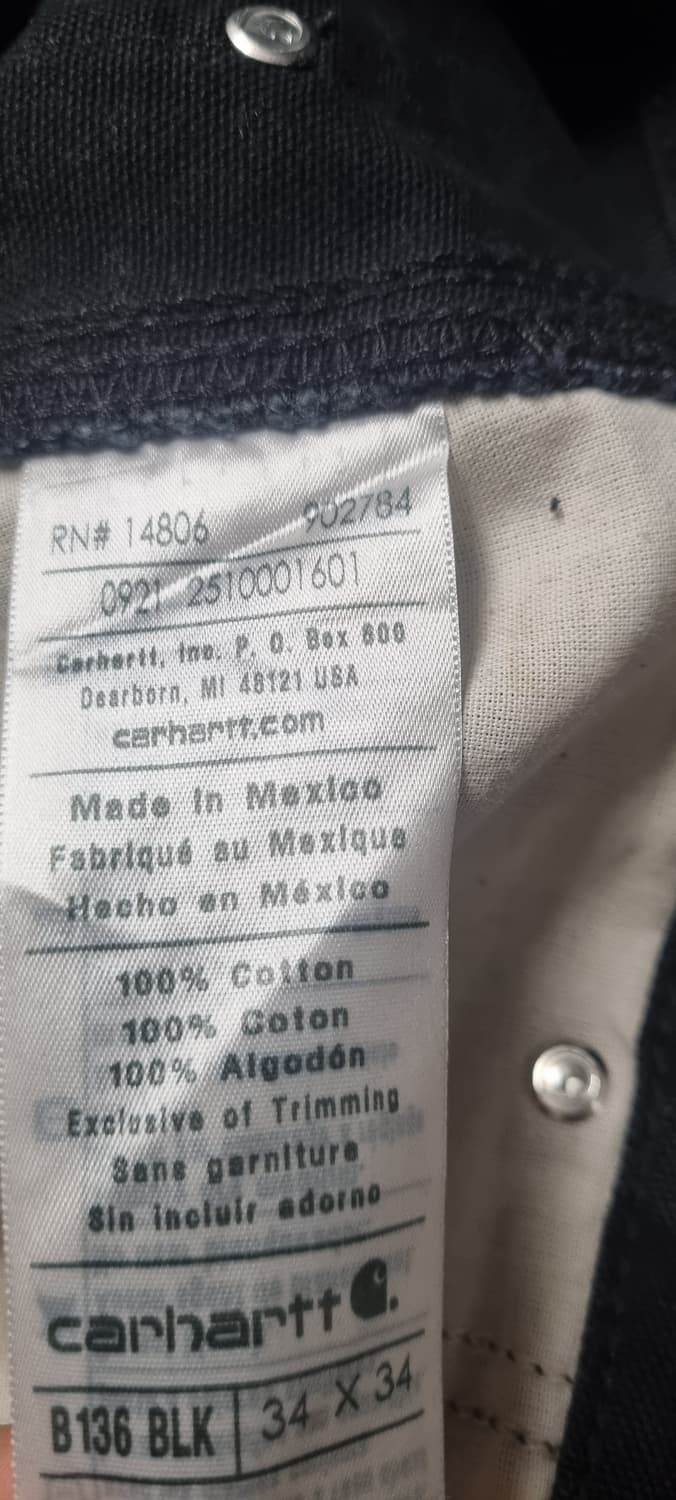 RN# 14806 902784
0921 2510001601
Carhartt, Inc. P. O. Box 600
Dearborn, MI 48121 USA
carhartt.com
Made in Mexico
Fabriqué au Mexique
Hecho en México
100% Cotton
100% Coton
100% Algodón
Exclusive of Trimming
Sans garniture
Sin incluir adorno
carhartt
B136 BLK 34 X 34